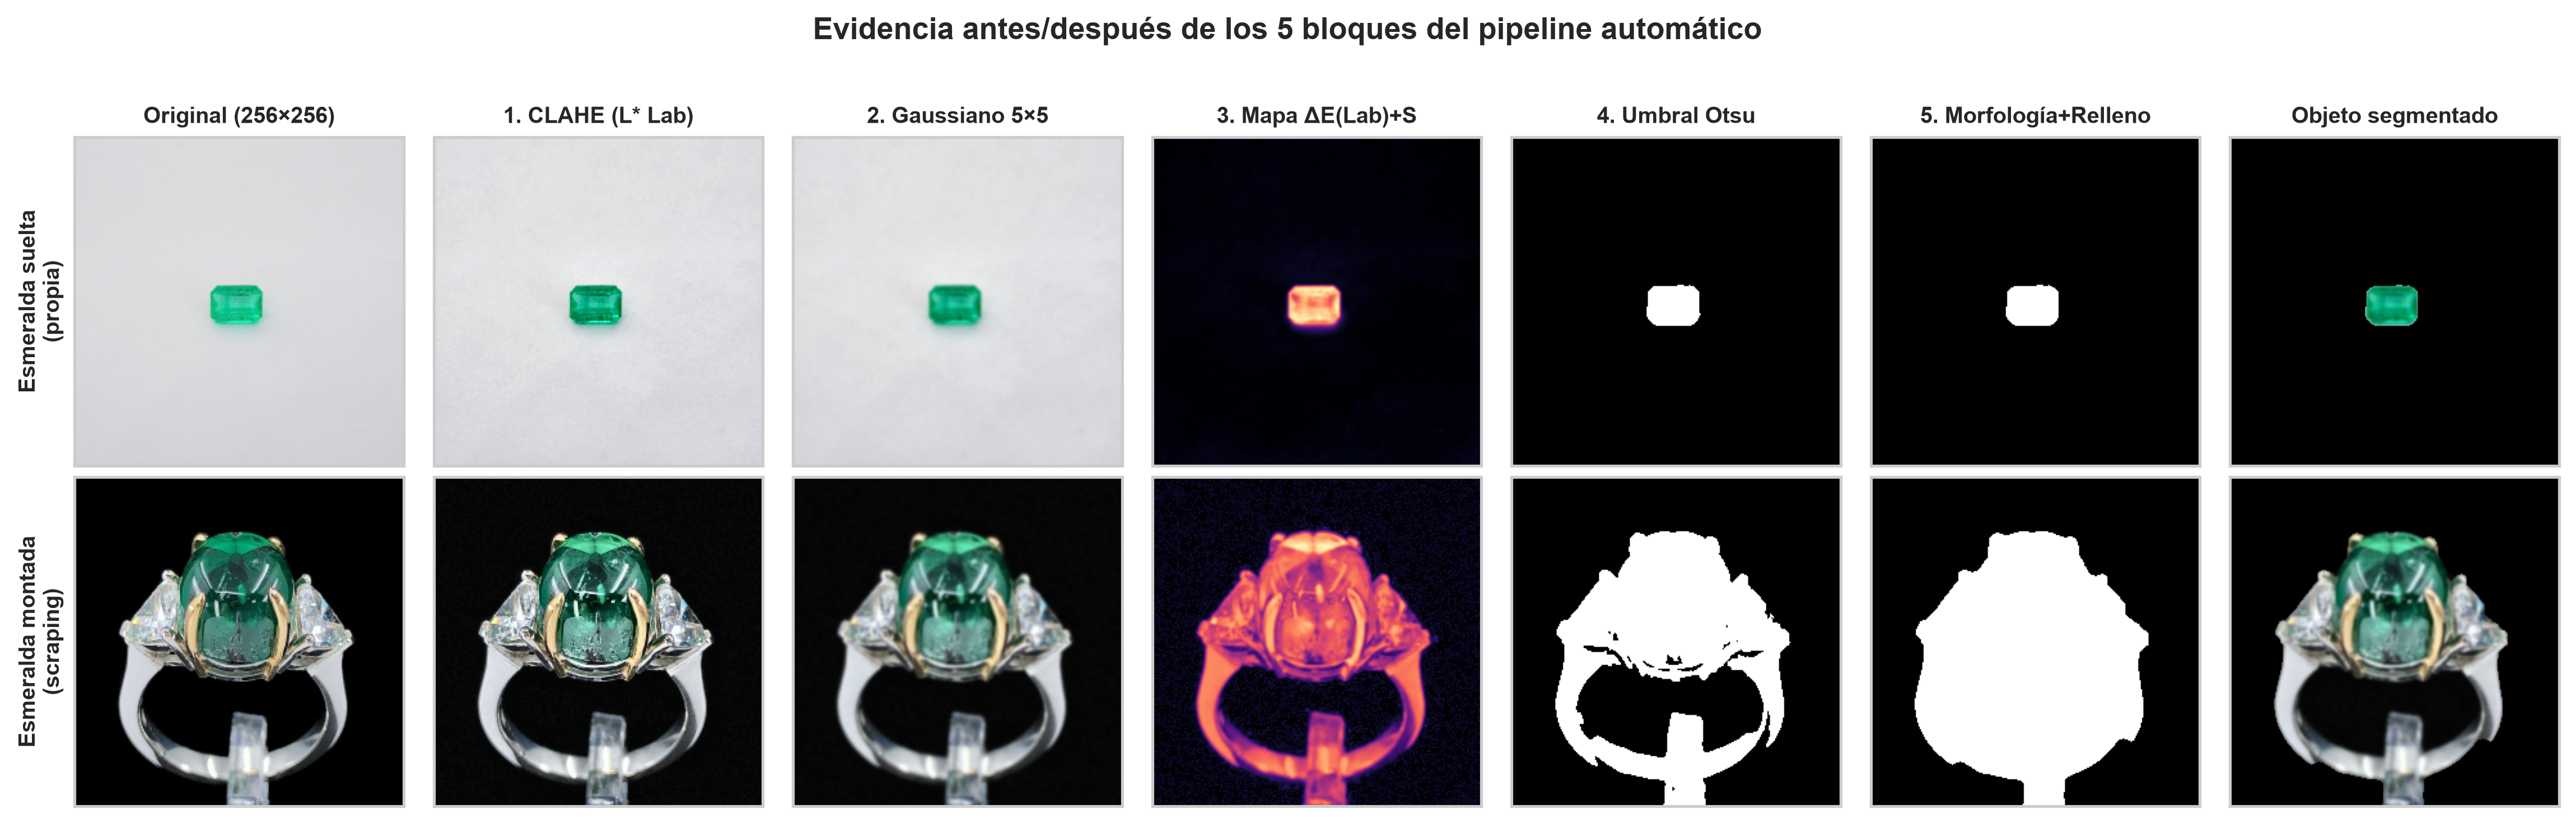 Evidencia antes/después de los 5 bloques del pipeline automático
Original (256×256)
1. CLAHE (L* Lab)
2. Gaussiano 5×5
3. Mapa ΔE(Lab)+S
4. Umbral Otsu
5. Morfología+Relleno
Objeto segmentado
Esmeralda suelta
(propia)
Esmeralda montada
(scraping)